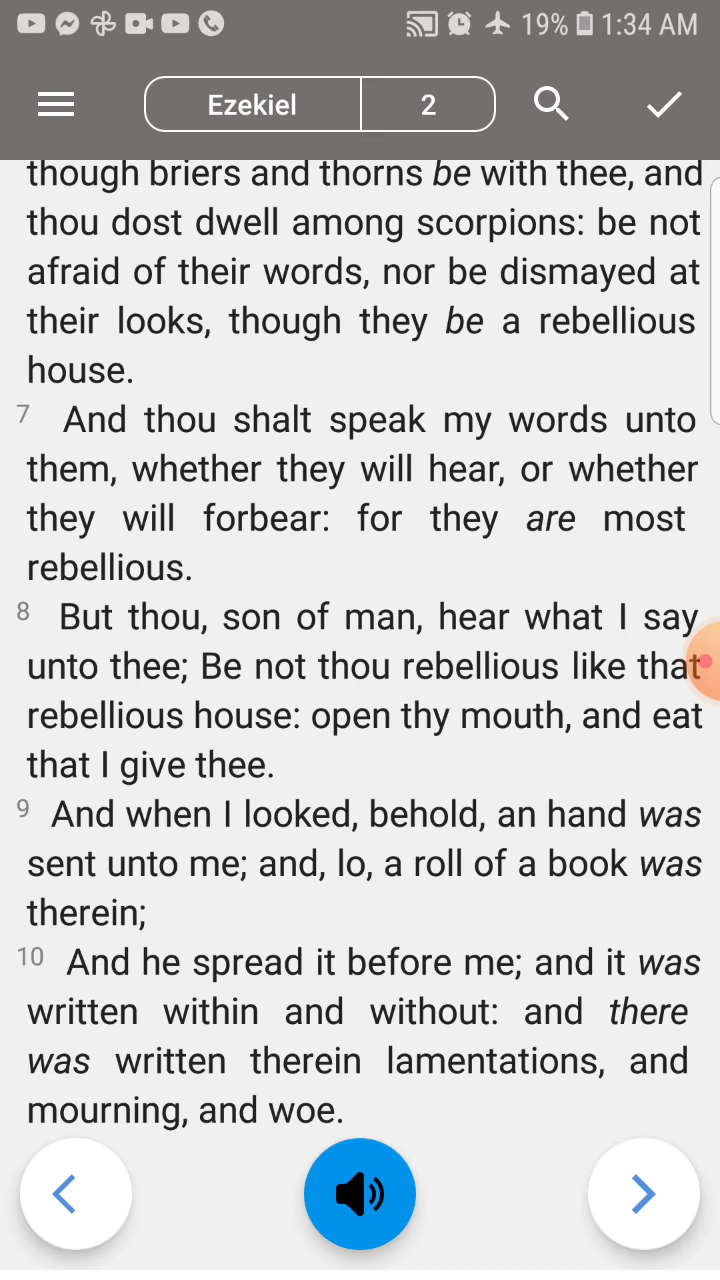 19% 1:34 AM
Ezekiel 2
though briers and thorns be with thee, and
thou dost dwell among scorpions: be not
afraid of their words, nor be dismayed at
their looks, though they be a rebellious
house.
7 And thou shalt speak my words unto
them, whether they will hear, or whether
they will forbear: for they are most
rebellious.
8 But thou, son of man, hear what I say
unto thee; Be not thou rebellious like that
rebellious house: open thy mouth, and eat
that I give thee.
9 And when I looked, behold, an hand was
sent unto me; and, lo, a roll of a book was
therein;
10 And he spread it before me; and it was
written within and without: and there
was written therein lamentations, and
mourning, and woe.